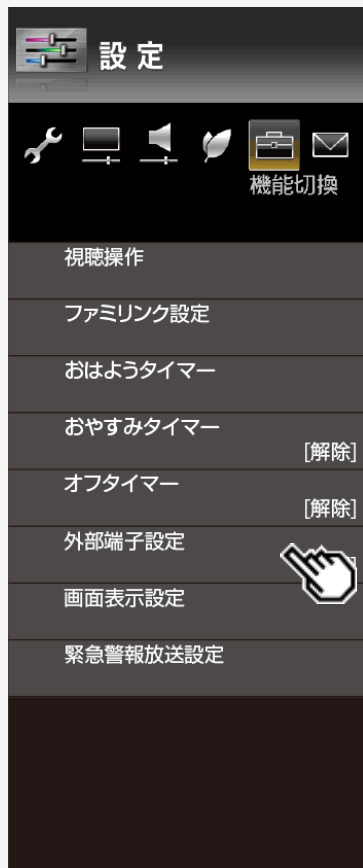 設定
機能切換
視聴操作
ファミリンク設定
おはようタイマー
おやすみタイマー
[解除]
オフタイマー
[解除]
外部端子設定
画面表示設定
緊急警報放送設定